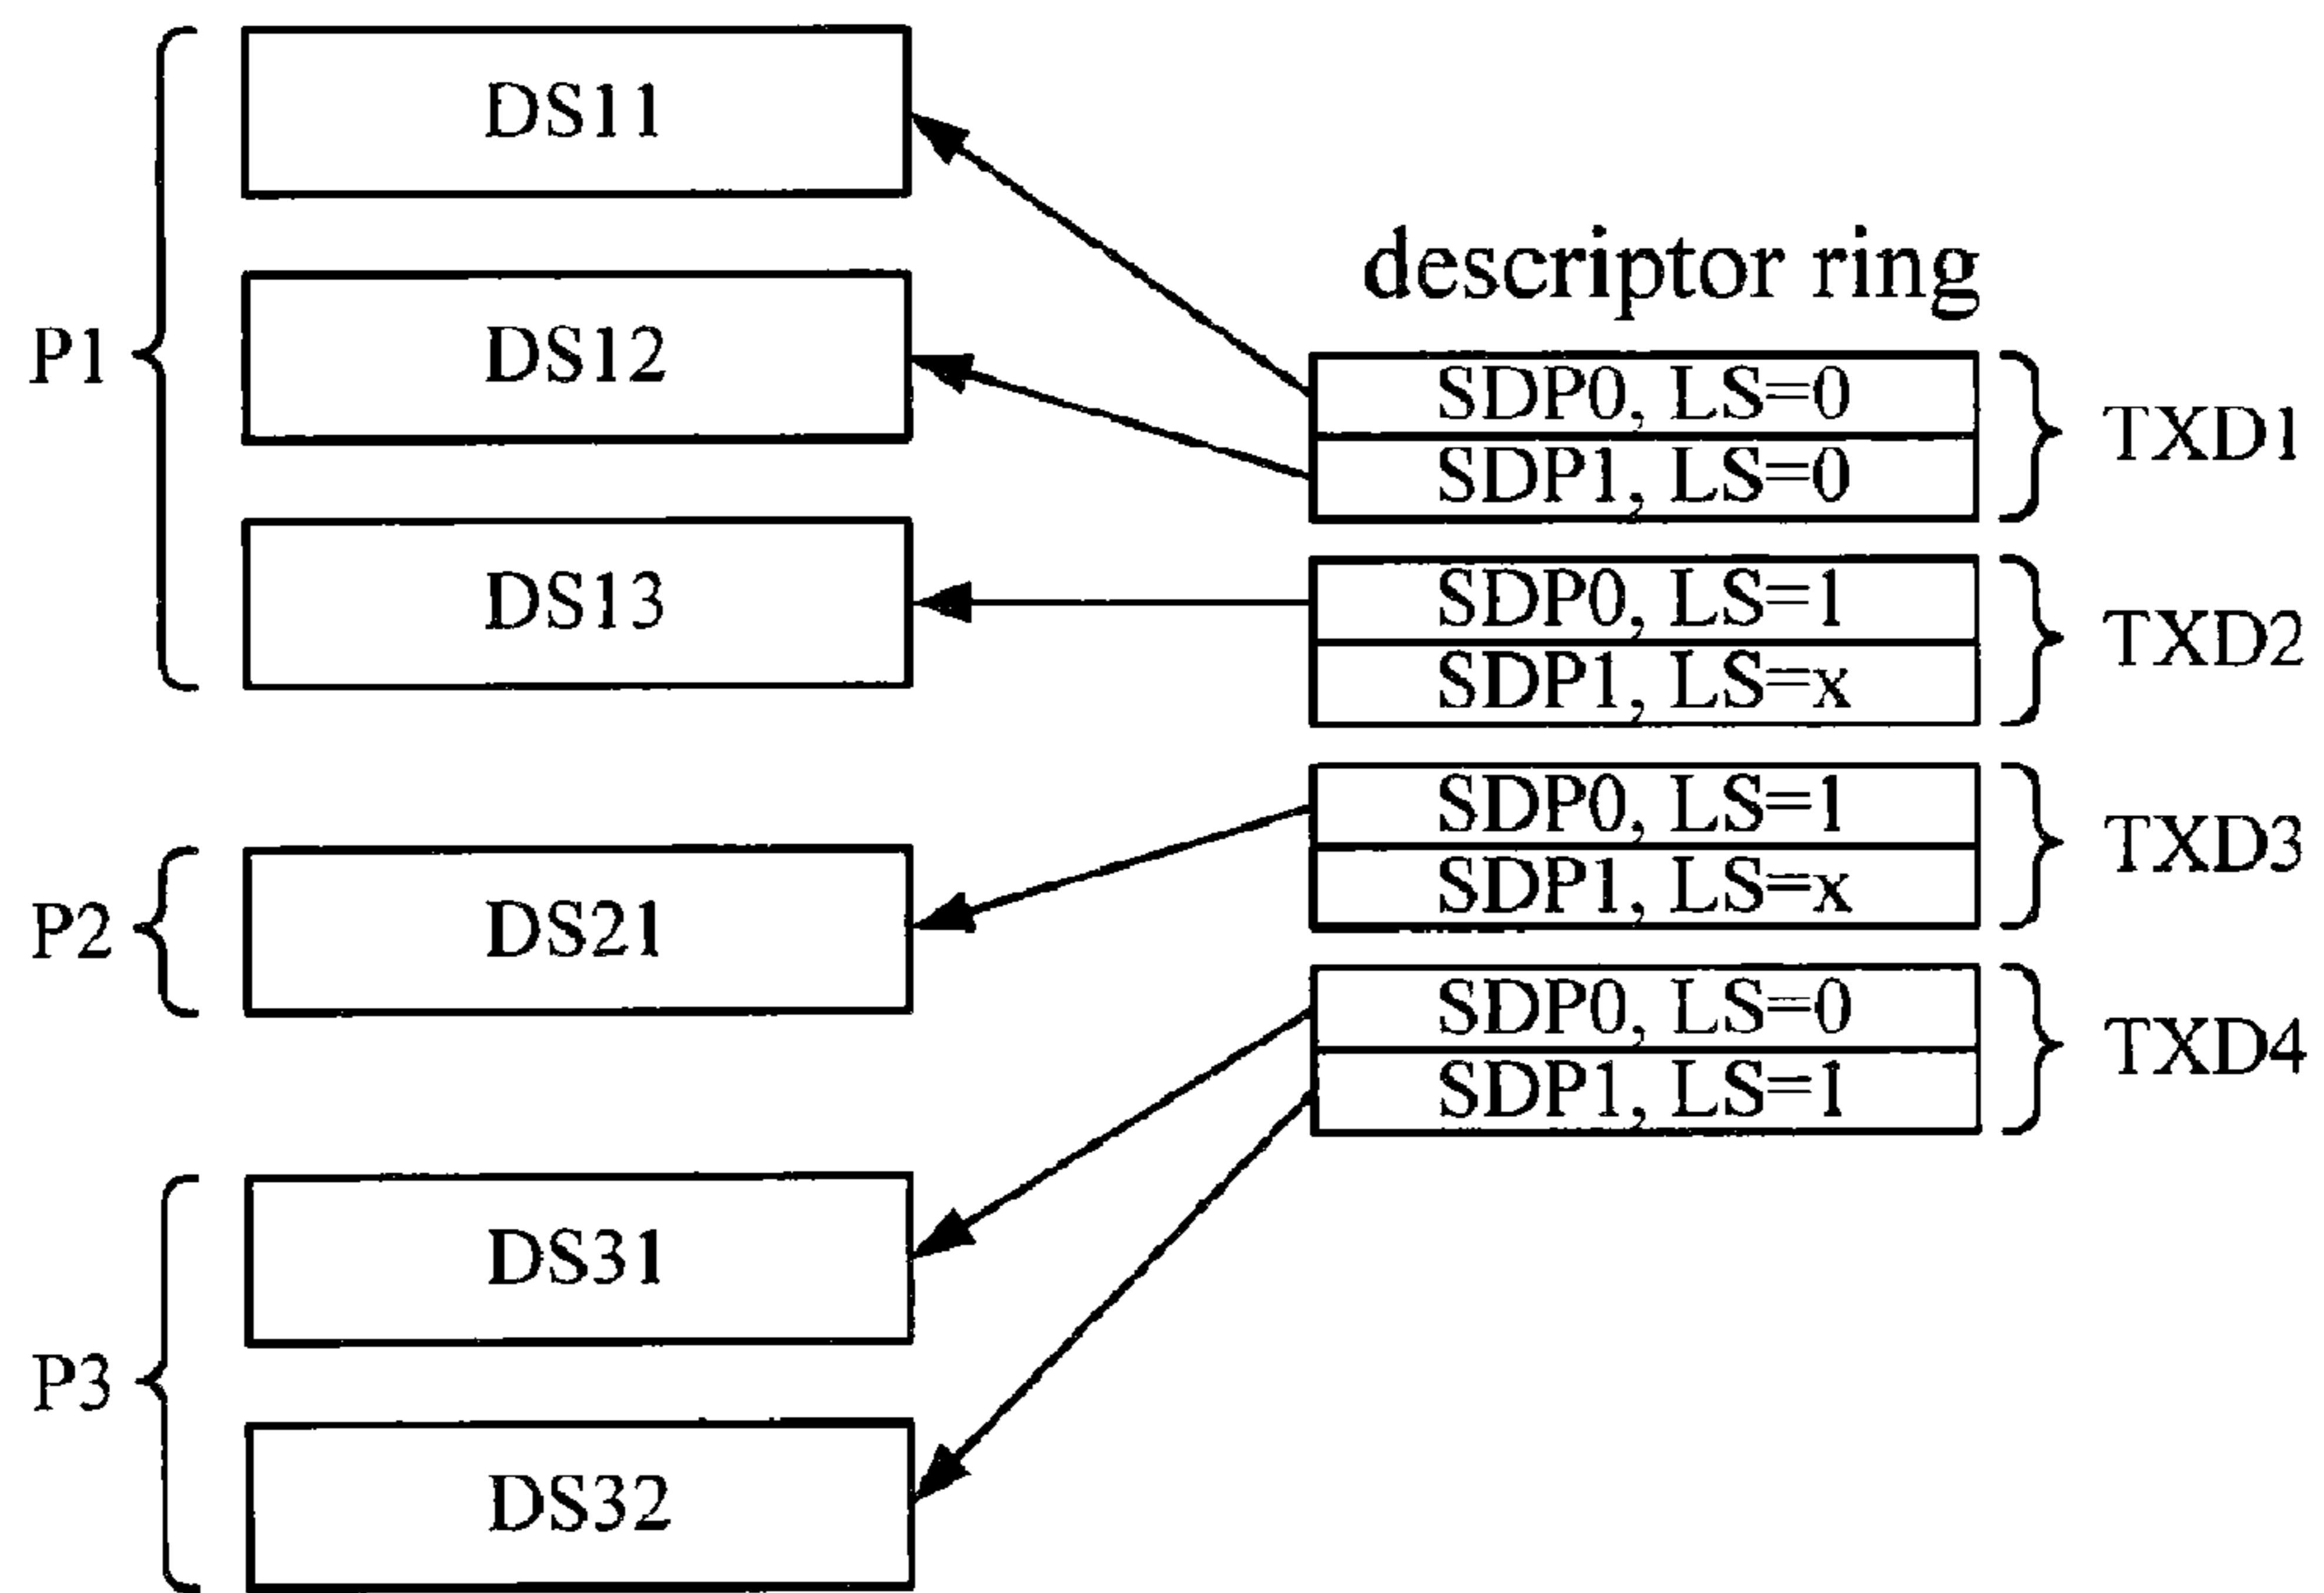 P1
DS11
DS12
DS13
P2
DS21
P3
DS31
DS32
descriptor ring
SDP0, LS=0
SDP1, LS=0
TXD1
SDP0, LS=1
SDP1, LS=x
TXD2
SDP0, LS=1
SDP1, LS=x
TXD3
SDP0, LS=0
SDP1, LS=1
TXD4